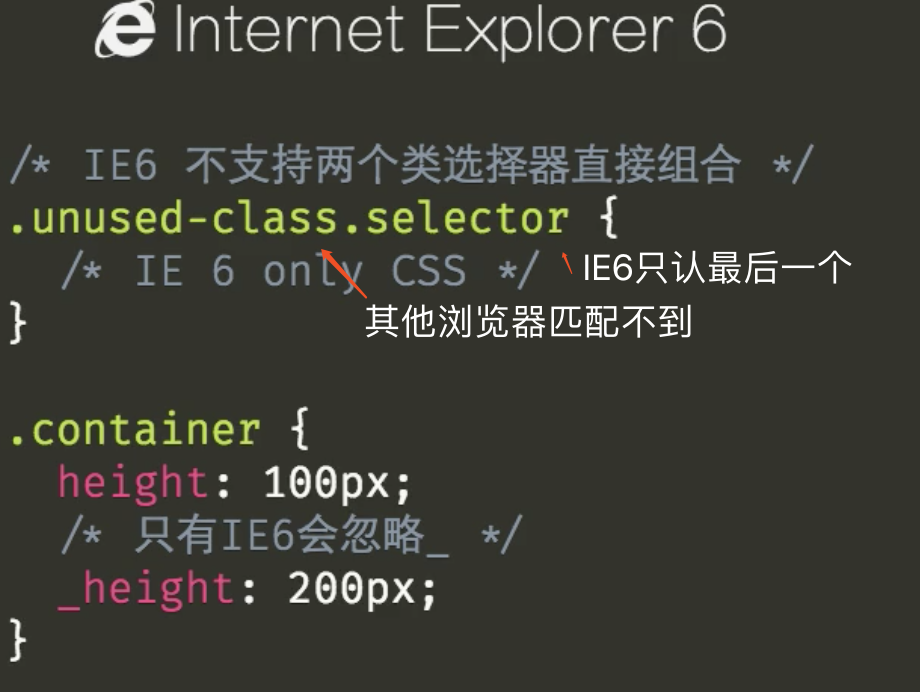 Internet Explorer 6
/* IE6 不支持两个类选择器直接组合 */
.unused-class.selector {
/* IE 6 only CSS */ IE6只认最后一个
} 其他浏览器匹配不到
.container {
height: 100px;
/* 只有IE6会忽略_ */
_height: 200px;
}